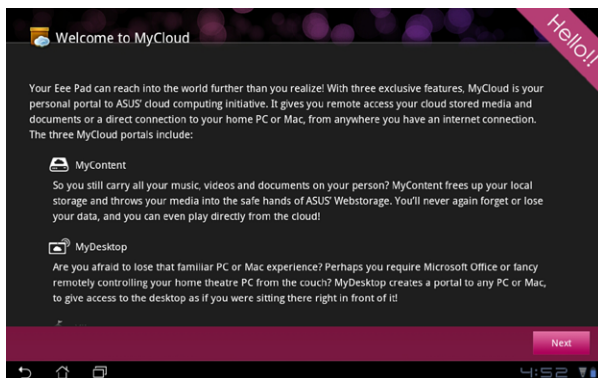 Welcome to MyCloud
Hello!!
Your Eee Pad can reach into the world further than you realize! With three exclusive features, MyCloud is your
personal portal to ASUS' cloud computing initiative. It gives you remote access your cloud stored media and
documents or a direct connection to your home PC or Mac, from anywhere you have an internet connection.
The three MyCloud portals include:
MyContent
So you still carry all your music, videos and documents on your person? MyContent frees up your local
storage and throws your media into the safe hands of ASUS' Webstorage. You'll never again forget or lose
your data, and you can even play directly from the cloud!
MyDesktop
Are you afraid to lose that familiar PC or Mac experience? Perhaps you require Microsoft Office or fancy
remotely controlling your home theatre PC from the couch? MyDesktop creates a portal to any PC or Mac,
to give access to the desktop as if you were sitting there right in front of it!
Next
4:52